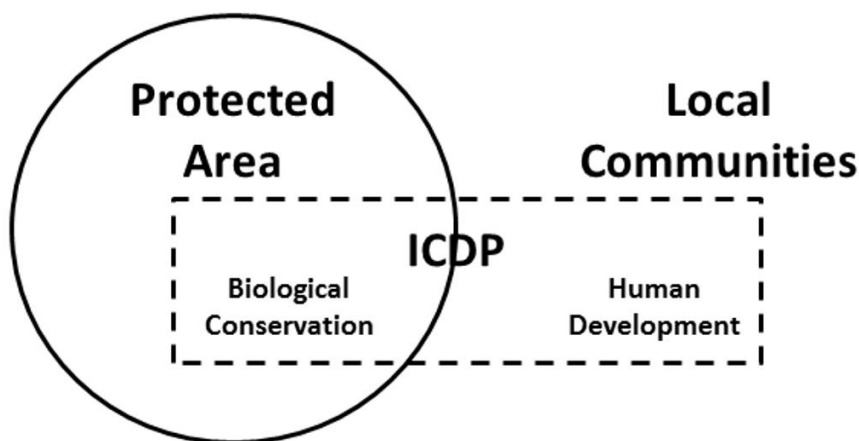 Protected
Area
Local
Communities
ICDP
Biological
Conservation
Human
Development